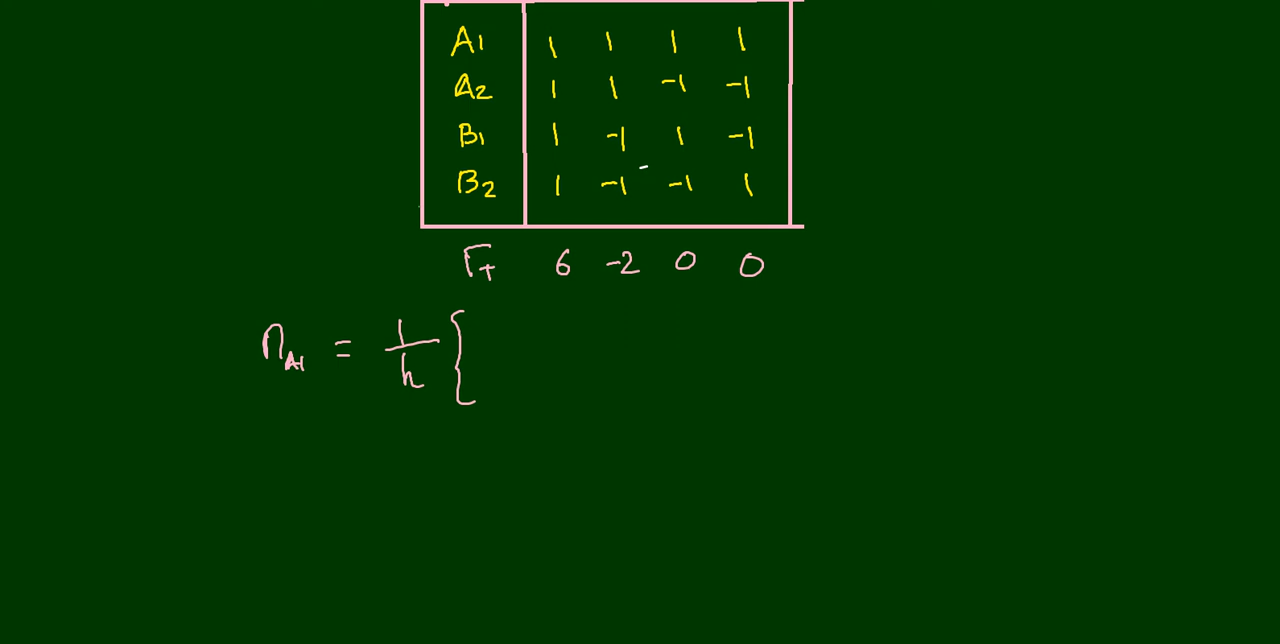 A1 1 1 1 1
A2 1 1 -1 -1
B1 1 -1 1 -1
B2 1 -1 -1 1
Γ+ 6 -2 0 0
n_A1 = 1/h {